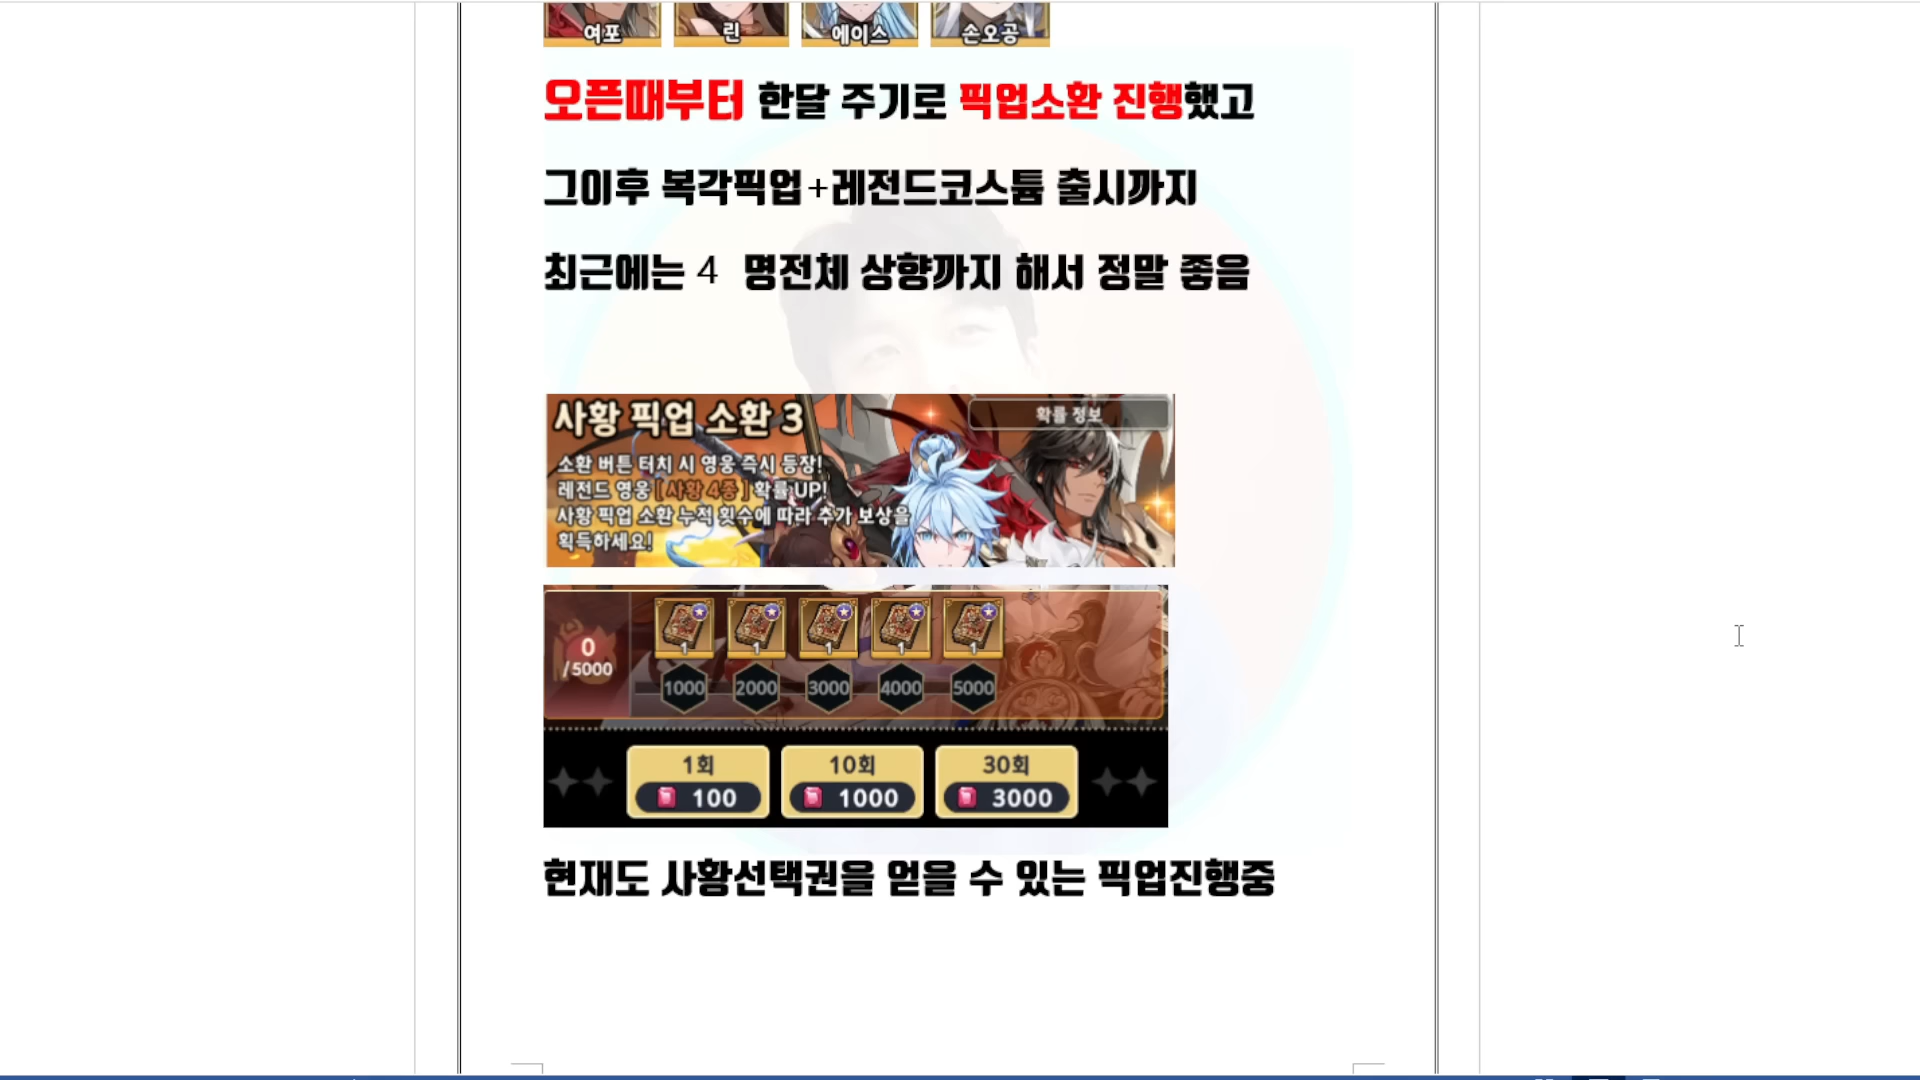 여포 린 에이스 손오공
오픈때부터 한달 주기로 픽업소환 진행했고
그이후 복각픽업+레전드코스튬 출시까지
최근에는 4 명전체 상향까지 해서 정말 좋음
사황 픽업 소환 3
확률 정보
소환 버튼 터치 시 영웅 즉시 등장!
레전드 영웅 [ 사황 4종 ] 확률 UP!
사황 픽업 소환 누적 횟수에 따라 추가 보상을
획득하세요!
0
/5000
1 1 1 1 1
1000 2000 3000 4000 5000
1회 10회 30회
100 1000 3000
현재도 사황선택권을 얻을 수 있는 픽업진행중